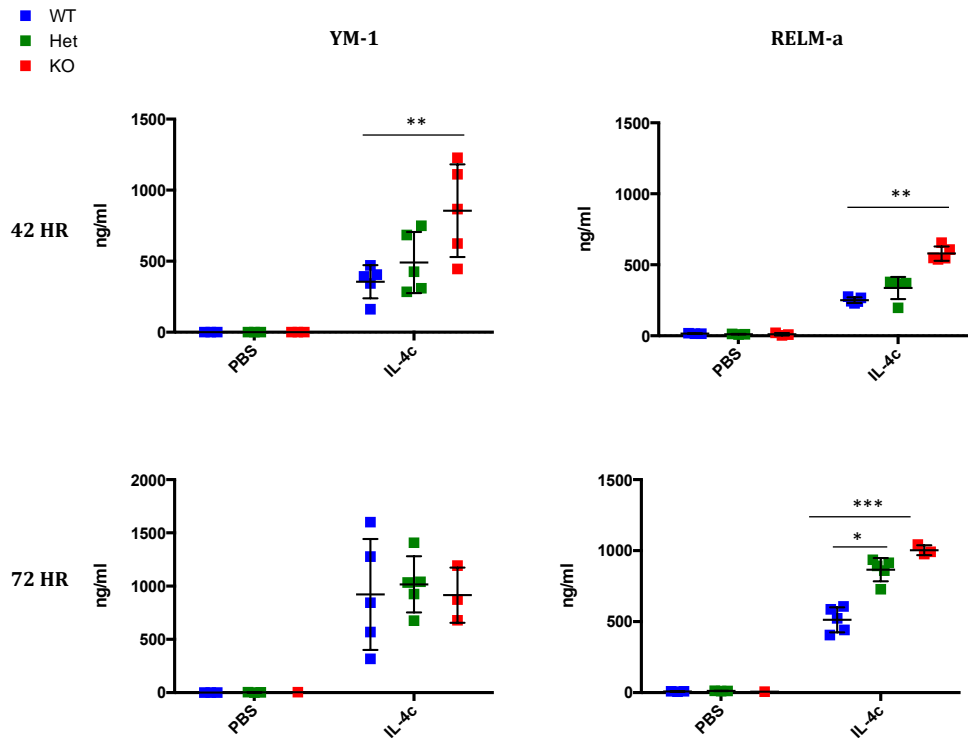 WT
Het
KO
YM-1
RELM-a
42 HR
ng/ml
1500
1000
500
0
**
PBS
IL-4c
ng/ml
1500
1000
500
0
**
PBS
IL-4c
72 HR
ng/ml
2000
1500
1000
500
0
PBS
IL-4c
ng/ml
1500
1000
500
0
***
*
PBS
IL-4c